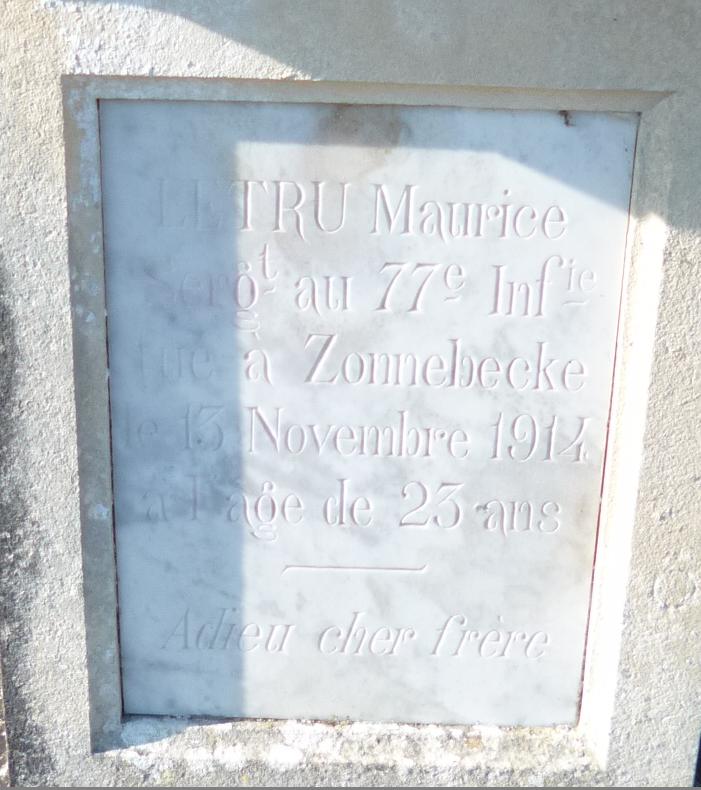 LETRU Maurice
Sergt au 77e Infie
tué à Zonnebecke
le 13 Novembre 1914
à l'âge de 23 ans
Adieu cher frère